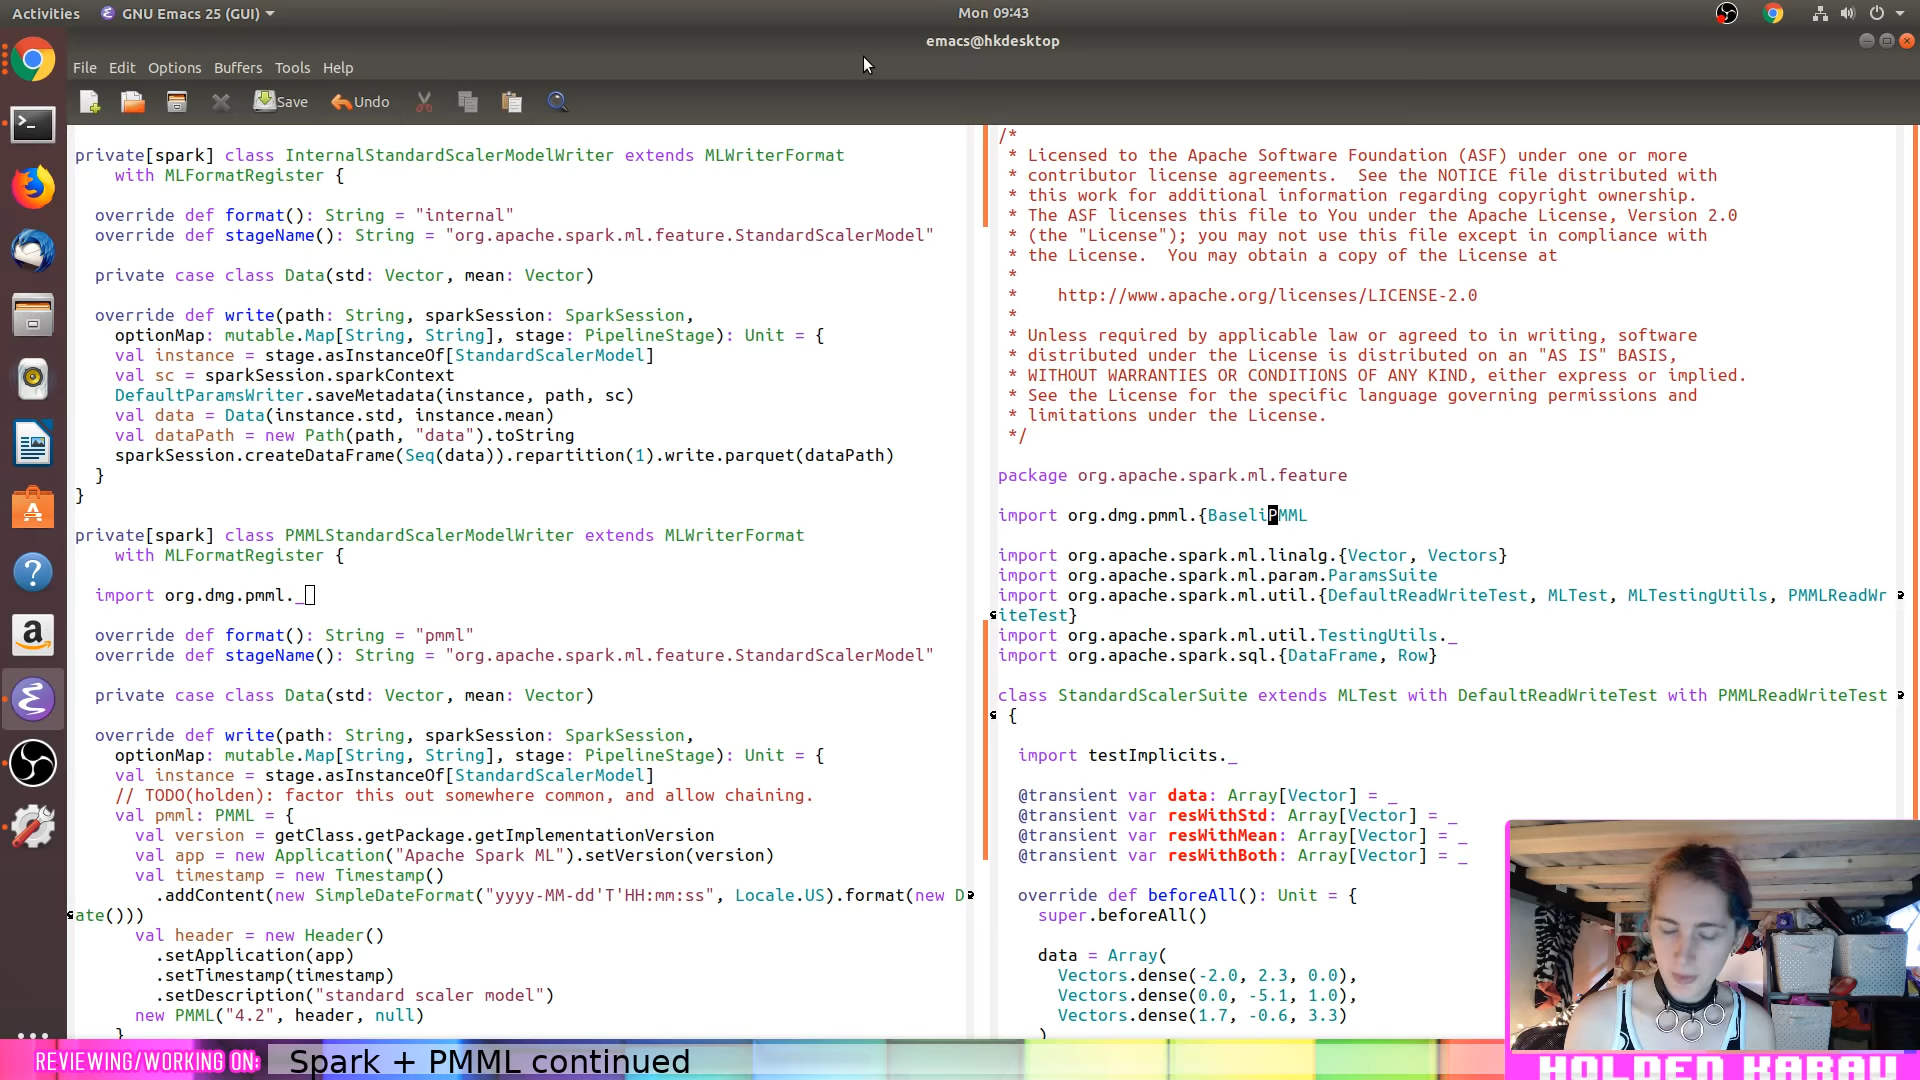 Activities
GNU Emacs 25 (GUI)
Mon 09:43
emacs@hkdesktop
File Edit Options Buffers Tools Help
Save
Undo
private[spark] class InternalStandardScalerModelWriter extends MLWriterFormat
with MLFormatRegister {
override def format(): String = "internal"
override def stageName(): String = "org.apache.spark.ml.feature.StandardScalerModel"
private case class Data(std: Vector, mean: Vector)
override def write(path: String, sparkSession: SparkSession,
optionMap: mutable.Map[String, String], stage: PipelineStage): Unit = {
val instance = stage.asInstanceOf[StandardScalerModel]
val sc = sparkSession.sparkContext
DefaultParamsWriter.saveMetadata(instance, path, sc)
val data = Data(instance.std, instance.mean)
val dataPath = new Path(path, "data").toString
sparkSession.createDataFrame(Seq(data)).repartition(1).write.parquet(dataPath)
}
}
private[spark] class PMMLStandardScalerModelWriter extends MLWriterFormat
with MLFormatRegister {
import org.dmg.pmml._
override def format(): String = "pmml"
override def stageName(): String = "org.apache.spark.ml.feature.StandardScalerModel"
private case class Data(std: Vector, mean: Vector)
override def write(path: String, sparkSession: SparkSession,
optionMap: mutable.Map[String, String], stage: PipelineStage): Unit = {
val instance = stage.asInstanceOf[StandardScalerModel]
// TODO(holden): factor this out somewhere common, and allow chaining.
val pmml: PMML = {
val version = getClass.getPackage.getImplementationVersion
val app = new Application("Apache Spark ML").setVersion(version)
val timestamp = new Timestamp()
.addContent(new SimpleDateFormat("yyyy-MM-dd'T'HH:mm:ss", Locale.US).format(new D
ate()))
val header = new Header()
.setApplication(app)
.setTimestamp(timestamp)
.setDescription("standard scaler model")
new PMML("4.2", header, null)
}
/*
* Licensed to the Apache Software Foundation (ASF) under one or more
* contributor license agreements.  See the NOTICE file distributed with
* this work for additional information regarding copyright ownership.
* The ASF licenses this file to You under the Apache License, Version 2.0
* (the "License"); you may not use this file except in compliance with
* the License.  You may obtain a copy of the License at
*
*    http://www.apache.org/licenses/LICENSE-2.0
*
* Unless required by applicable law or agreed to in writing, software
* distributed under the License is distributed on an "AS IS" BASIS,
* WITHOUT WARRANTIES OR CONDITIONS OF ANY KIND, either express or implied.
* See the License for the specific language governing permissions and
* limitations under the License.
*/
package org.apache.spark.ml.feature
import org.dmg.pmml.{BaseliPMML
import org.apache.spark.ml.linalg.{Vector, Vectors}
import org.apache.spark.ml.param.ParamsSuite
import org.apache.spark.ml.util.{DefaultReadWriteTest, MLTest, MLTestingUtils, PMMLReadWr
iteTest}
import org.apache.spark.ml.util.TestingUtils._
import org.apache.spark.sql.{DataFrame, Row}
class StandardScalerSuite extends MLTest with DefaultReadWriteTest with PMMLReadWriteTest
{
import testImplicits._
@transient var data: Array[Vector] = _
@transient var resWithStd: Array[Vector] = _
@transient var resWithMean: Array[Vector] = _
@transient var resWithBoth: Array[Vector] = _
override def beforeAll(): Unit = {
super.beforeAll()
data = Array(
Vectors.dense(-2.0, 2.3, 0.0),
Vectors.dense(0.0, -5.1, 1.0),
Vectors.dense(1.7, -0.6, 3.3)
)
REVIEWING/WORKING ON: Spark + PMML continued
HOLDEN KARAU